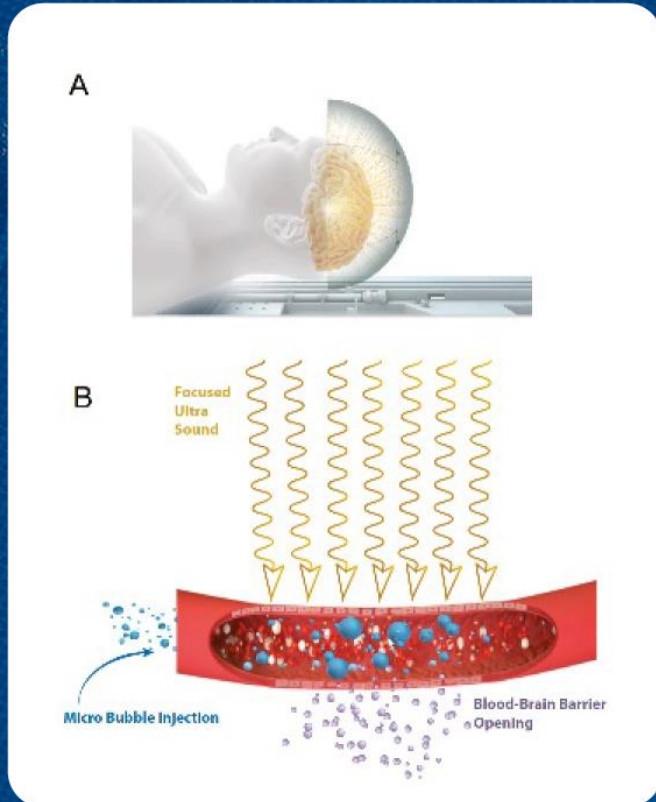 A
B
Focused
Ultra
Sound
Micro Bubble Injection
Blood-Brain Barrier
Opening